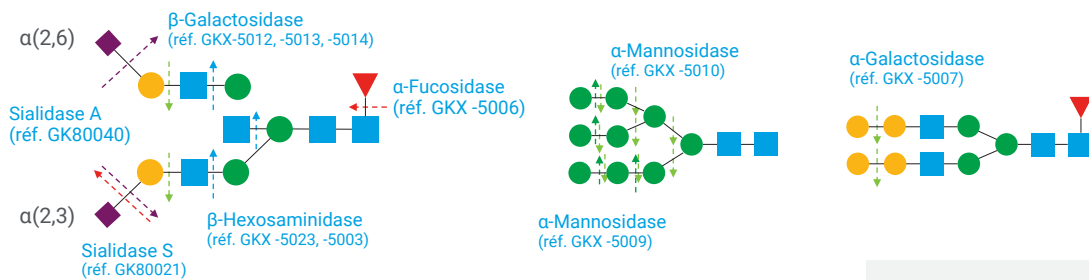 β-Galactosidase
(réf. GKX-5012, -5013, -5014)
α(2,6)
Sialidase A
(réf. GK80040)
α-Fucosidase
(réf. GKX -5006)
α(2,3)
Sialidase S
(réf. GK80021)
β-Hexosaminidase
(réf. GKX -5023, -5003)
α-Mannosidase
(réf. GKX -5010)
α-Mannosidase
(réf. GKX -5009)
α-Galactosidase
(réf. GKX -5007)